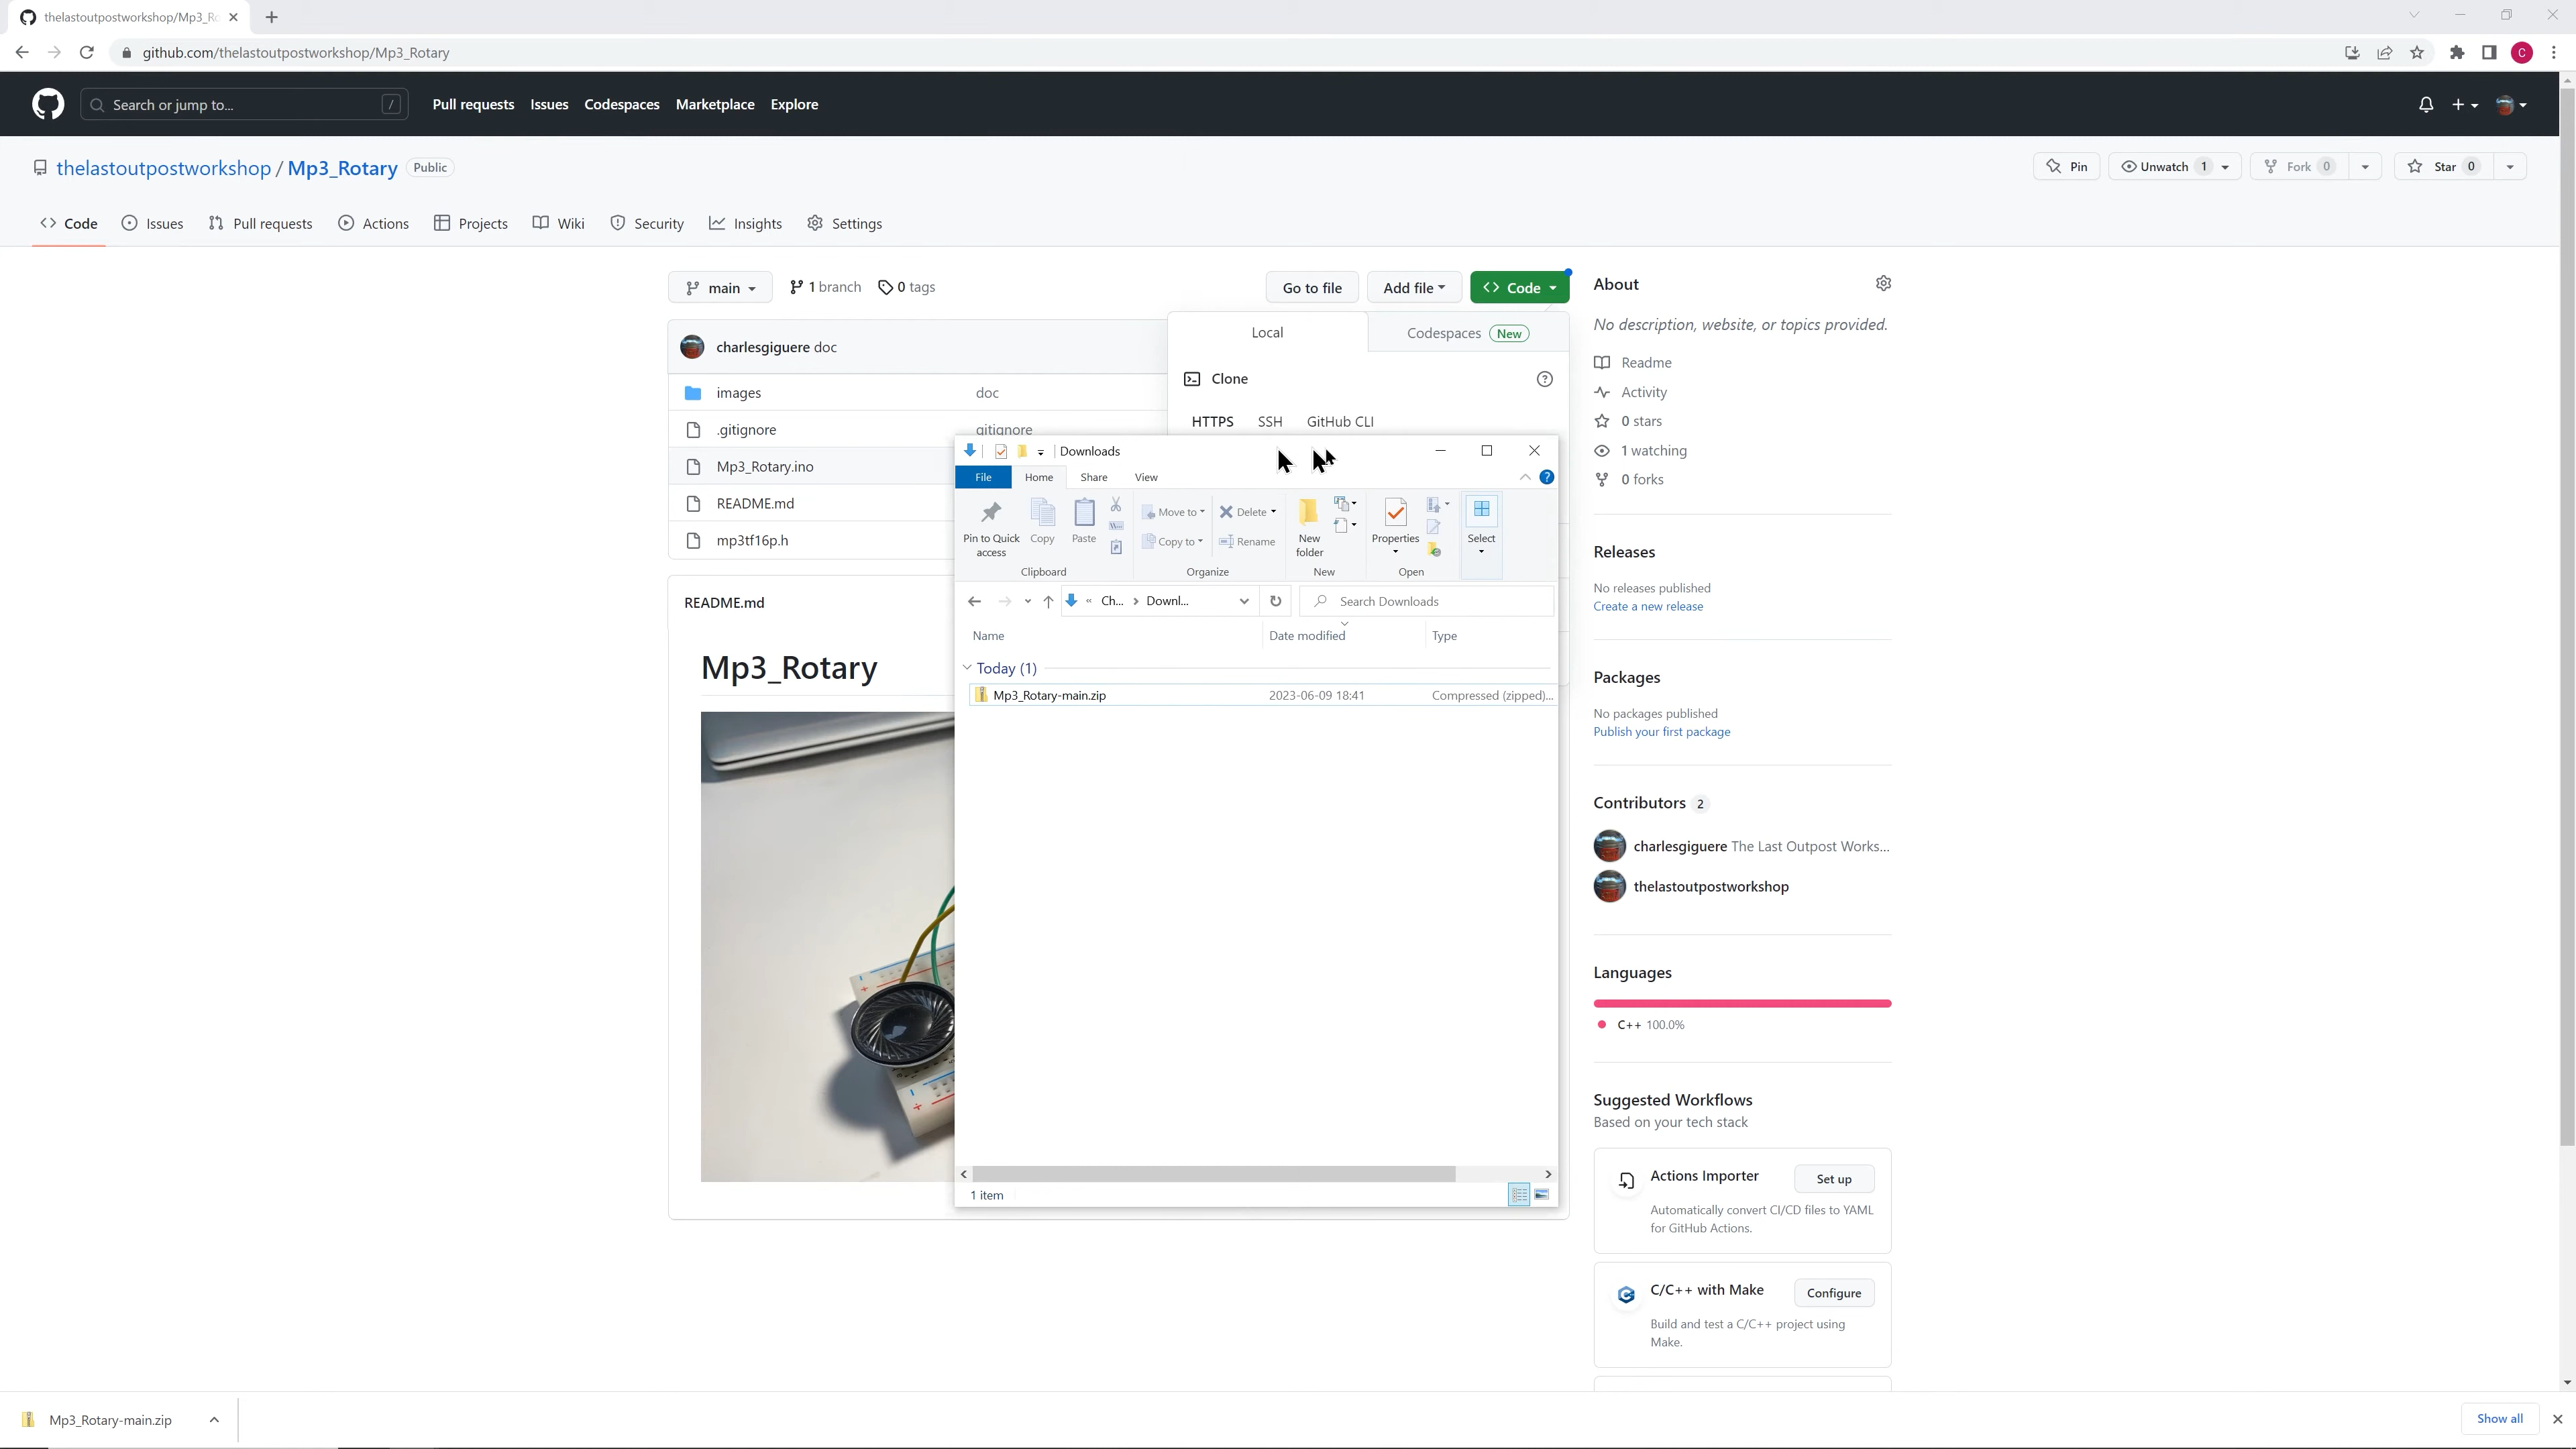 thelastoutpostworkshop/Mp3_Ro
github.com/thelastoutpostworkshop/Mp3_Rotary
C
Search or jump to...
/
Pull requests Issues Codespaces Marketplace Explore
thelastoutpostworkshop / Mp3_Rotary Public
Pin
Unwatch 1
Fork 0
Star 0
Code Issues Pull requests Actions Projects Wiki Security Insights Settings
main
1 branch
0 tags
Go to file
Add file
Code
charlesgiguere doc
images doc
.gitignore gitignore
Mp3_Rotary.ino
README.md
mp3tf16p.h
Local
Codespaces New
Clone
HTTPS SSH GitHub CLI
README.md
Mp3_Rotary
Downloads
File Home Share View
Pin to Quick access
Copy
Paste
Clipboard
Move to
Copy to
Delete
Rename
Organize
New folder
New
Properties
Open
Select
« Ch... Downl...
Search Downloads
Name Date modified Type
Today (1)
Mp3_Rotary-main.zip 2023-06-09 18:41 Compressed (zipped)...
1 item
About
No description, website, or topics provided.
Readme
Activity
0 stars
1 watching
0 forks
Releases
No releases published
Create a new release
Packages
No packages published
Publish your first package
Contributors 2
charlesgiguere The Last Outpost Works...
thelastoutpostworkshop
Languages
C++ 100.0%
Suggested Workflows
Based on your tech stack
Actions Importer
Set up
Automatically convert CI/CD files to YAML
for GitHub Actions.
C/C++ with Make
Configure
Build and test a C/C++ project using
Make.
Mp3_Rotary-main.zip
Show all